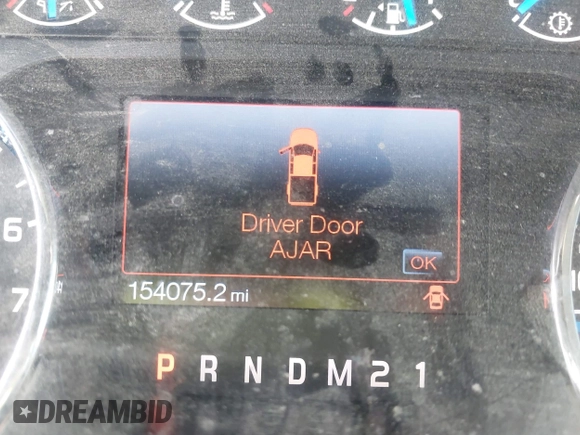 Driver Door
AJAR
OK
154075.2 mi
6
7
P R N D M 2 1
DREAMBID